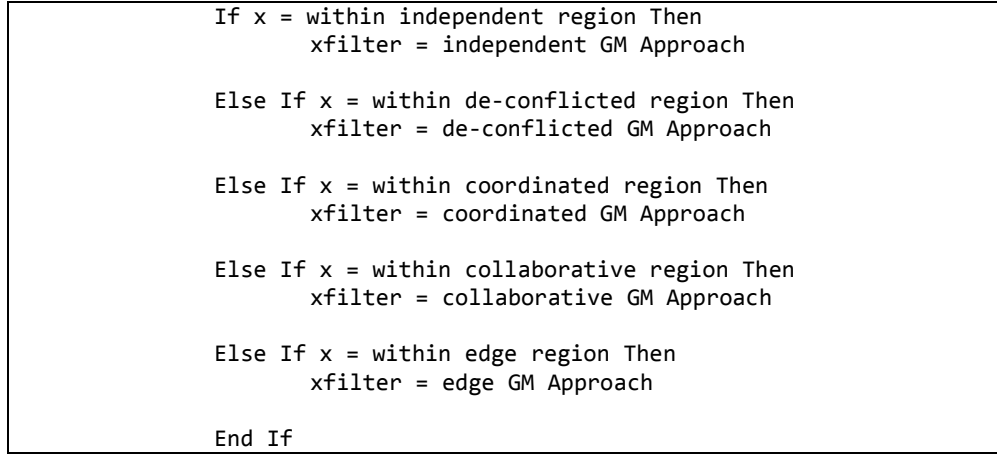 If x = within independent region Then
xfilter = independent GM Approach
Else If x = within de-conflicted region Then
xfilter = de-conflicted GM Approach
Else If x = within coordinated region Then
xfilter = coordinated GM Approach
Else If x = within collaborative region Then
xfilter = collaborative GM Approach
Else If x = within edge region Then
xfilter = edge GM Approach
End If